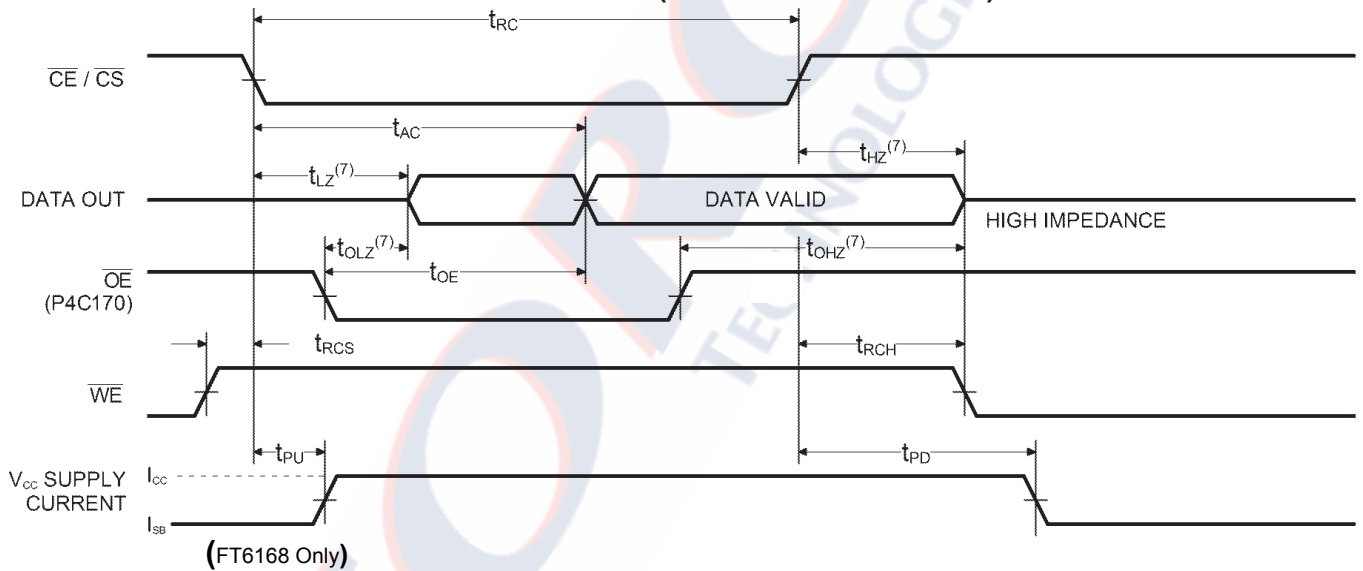 tRC
CE / CS
tAC
tHZ(7)
tLZ(7)
DATA OUT
DATA VALID
HIGH IMPEDANCE
tOLZ(7)
tOHZ(7)
OE
tOE
(P4C170)
tRCS
tRCH
WE
tPU
tPD
VCC SUPPLY
CURRENT
ICC
ISB
(FT6168 Only)
TECHNOLOG